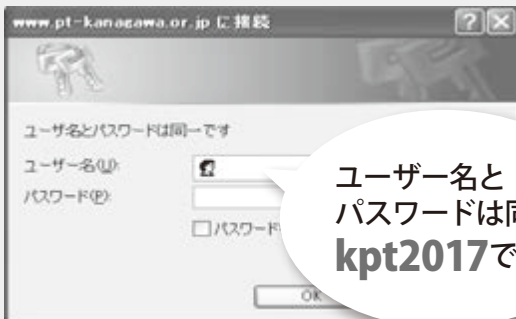 www.pt-kanagawa.or.jp に接続
ユーザ名とパスワードは同一です
ユーザー名(U):
パスワード(P):
パスワード
OK
ユーザー名と
パスワードは同
kpt2017で